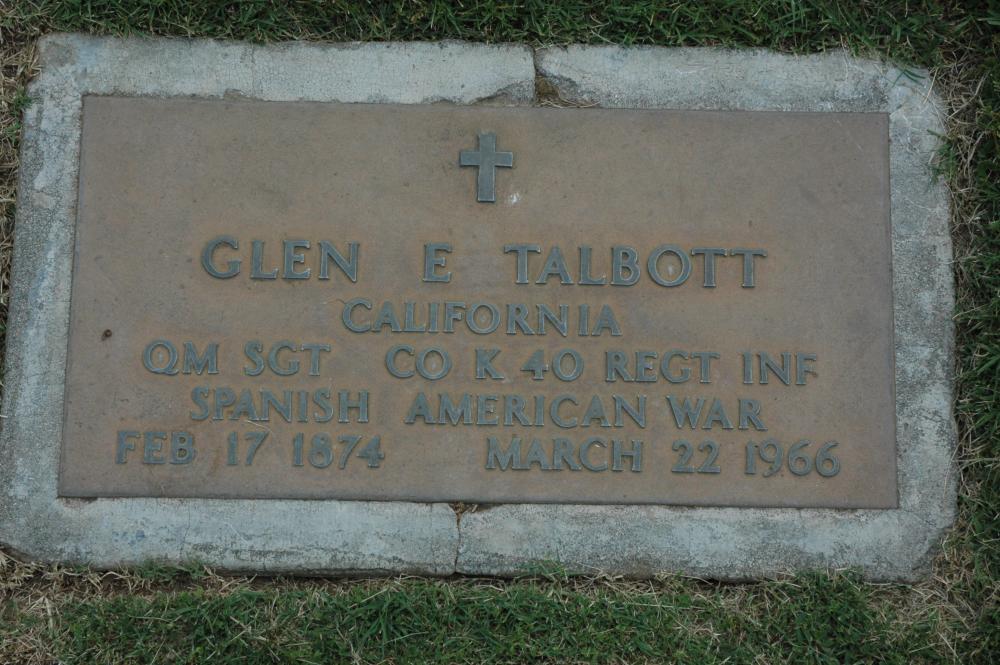 GLEN E TALBOTT
CALIFORNIA
QM SGT CO K 40 REGT INF
SPANISH AMERICAN WAR
FEB 17 1874 MARCH 22 1966